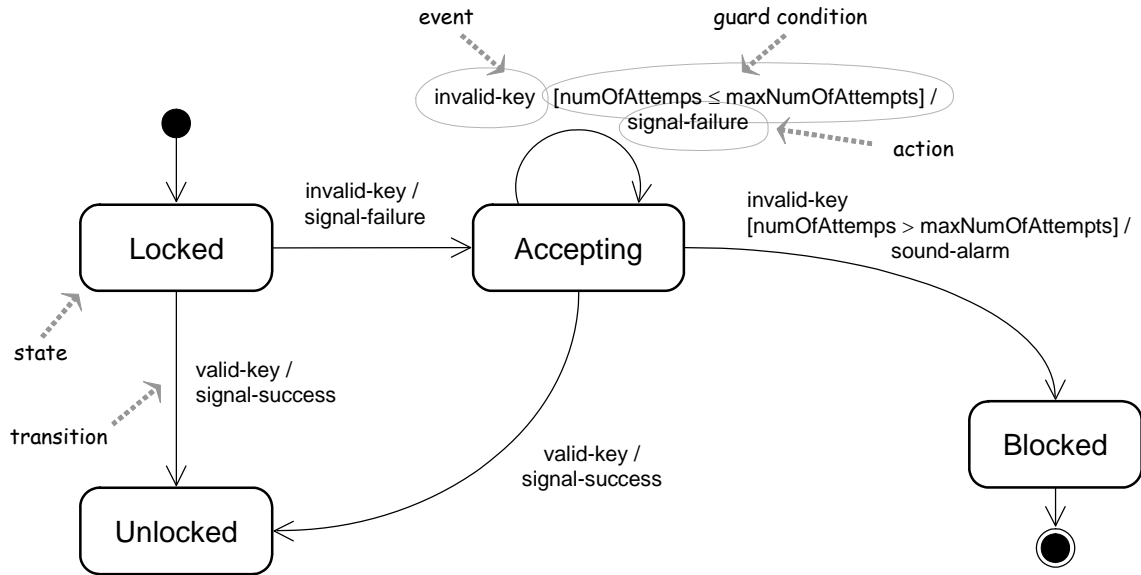 event
guard condition
invalid-key [numOfAttemps ≤ maxNumOfAttempts] /
signal-failure
action
invalid-key /
signal-failure
invalid-key
[numOfAttemps > maxNumOfAttempts] /
sound-alarm
Locked
Accepting
state
valid-key /
signal-success
transition
valid-key /
signal-success
Blocked
Unlocked